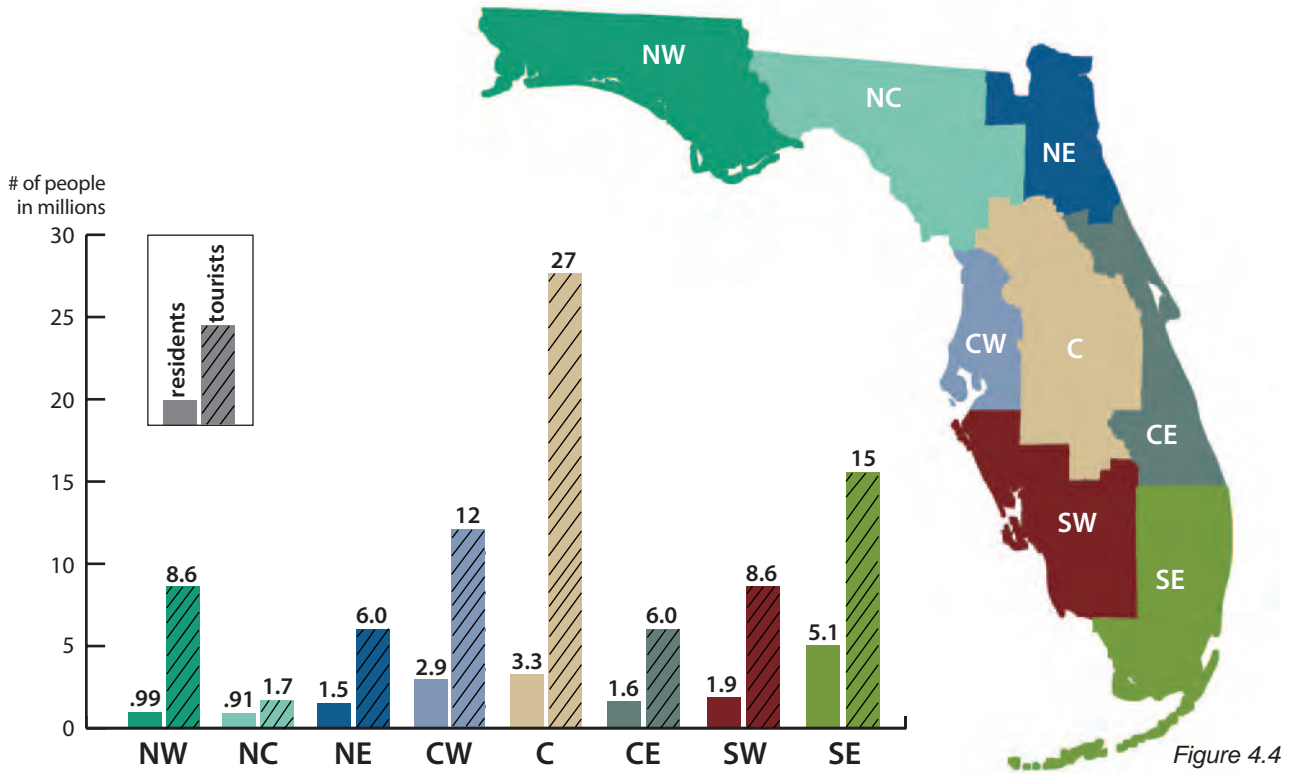 # of people
in millions
30
25
20
15
10
5
0
residents
tourists
.99
8.6
.91
1.7
1.5
6.0
2.9
12
3.3
27
1.6
6.0
1.9
8.6
5.1
15
NW
NC
NE
CW
C
CE
SW
SE
NW
NC
NE
CW
C
CE
SW
SE
Figure 4.4